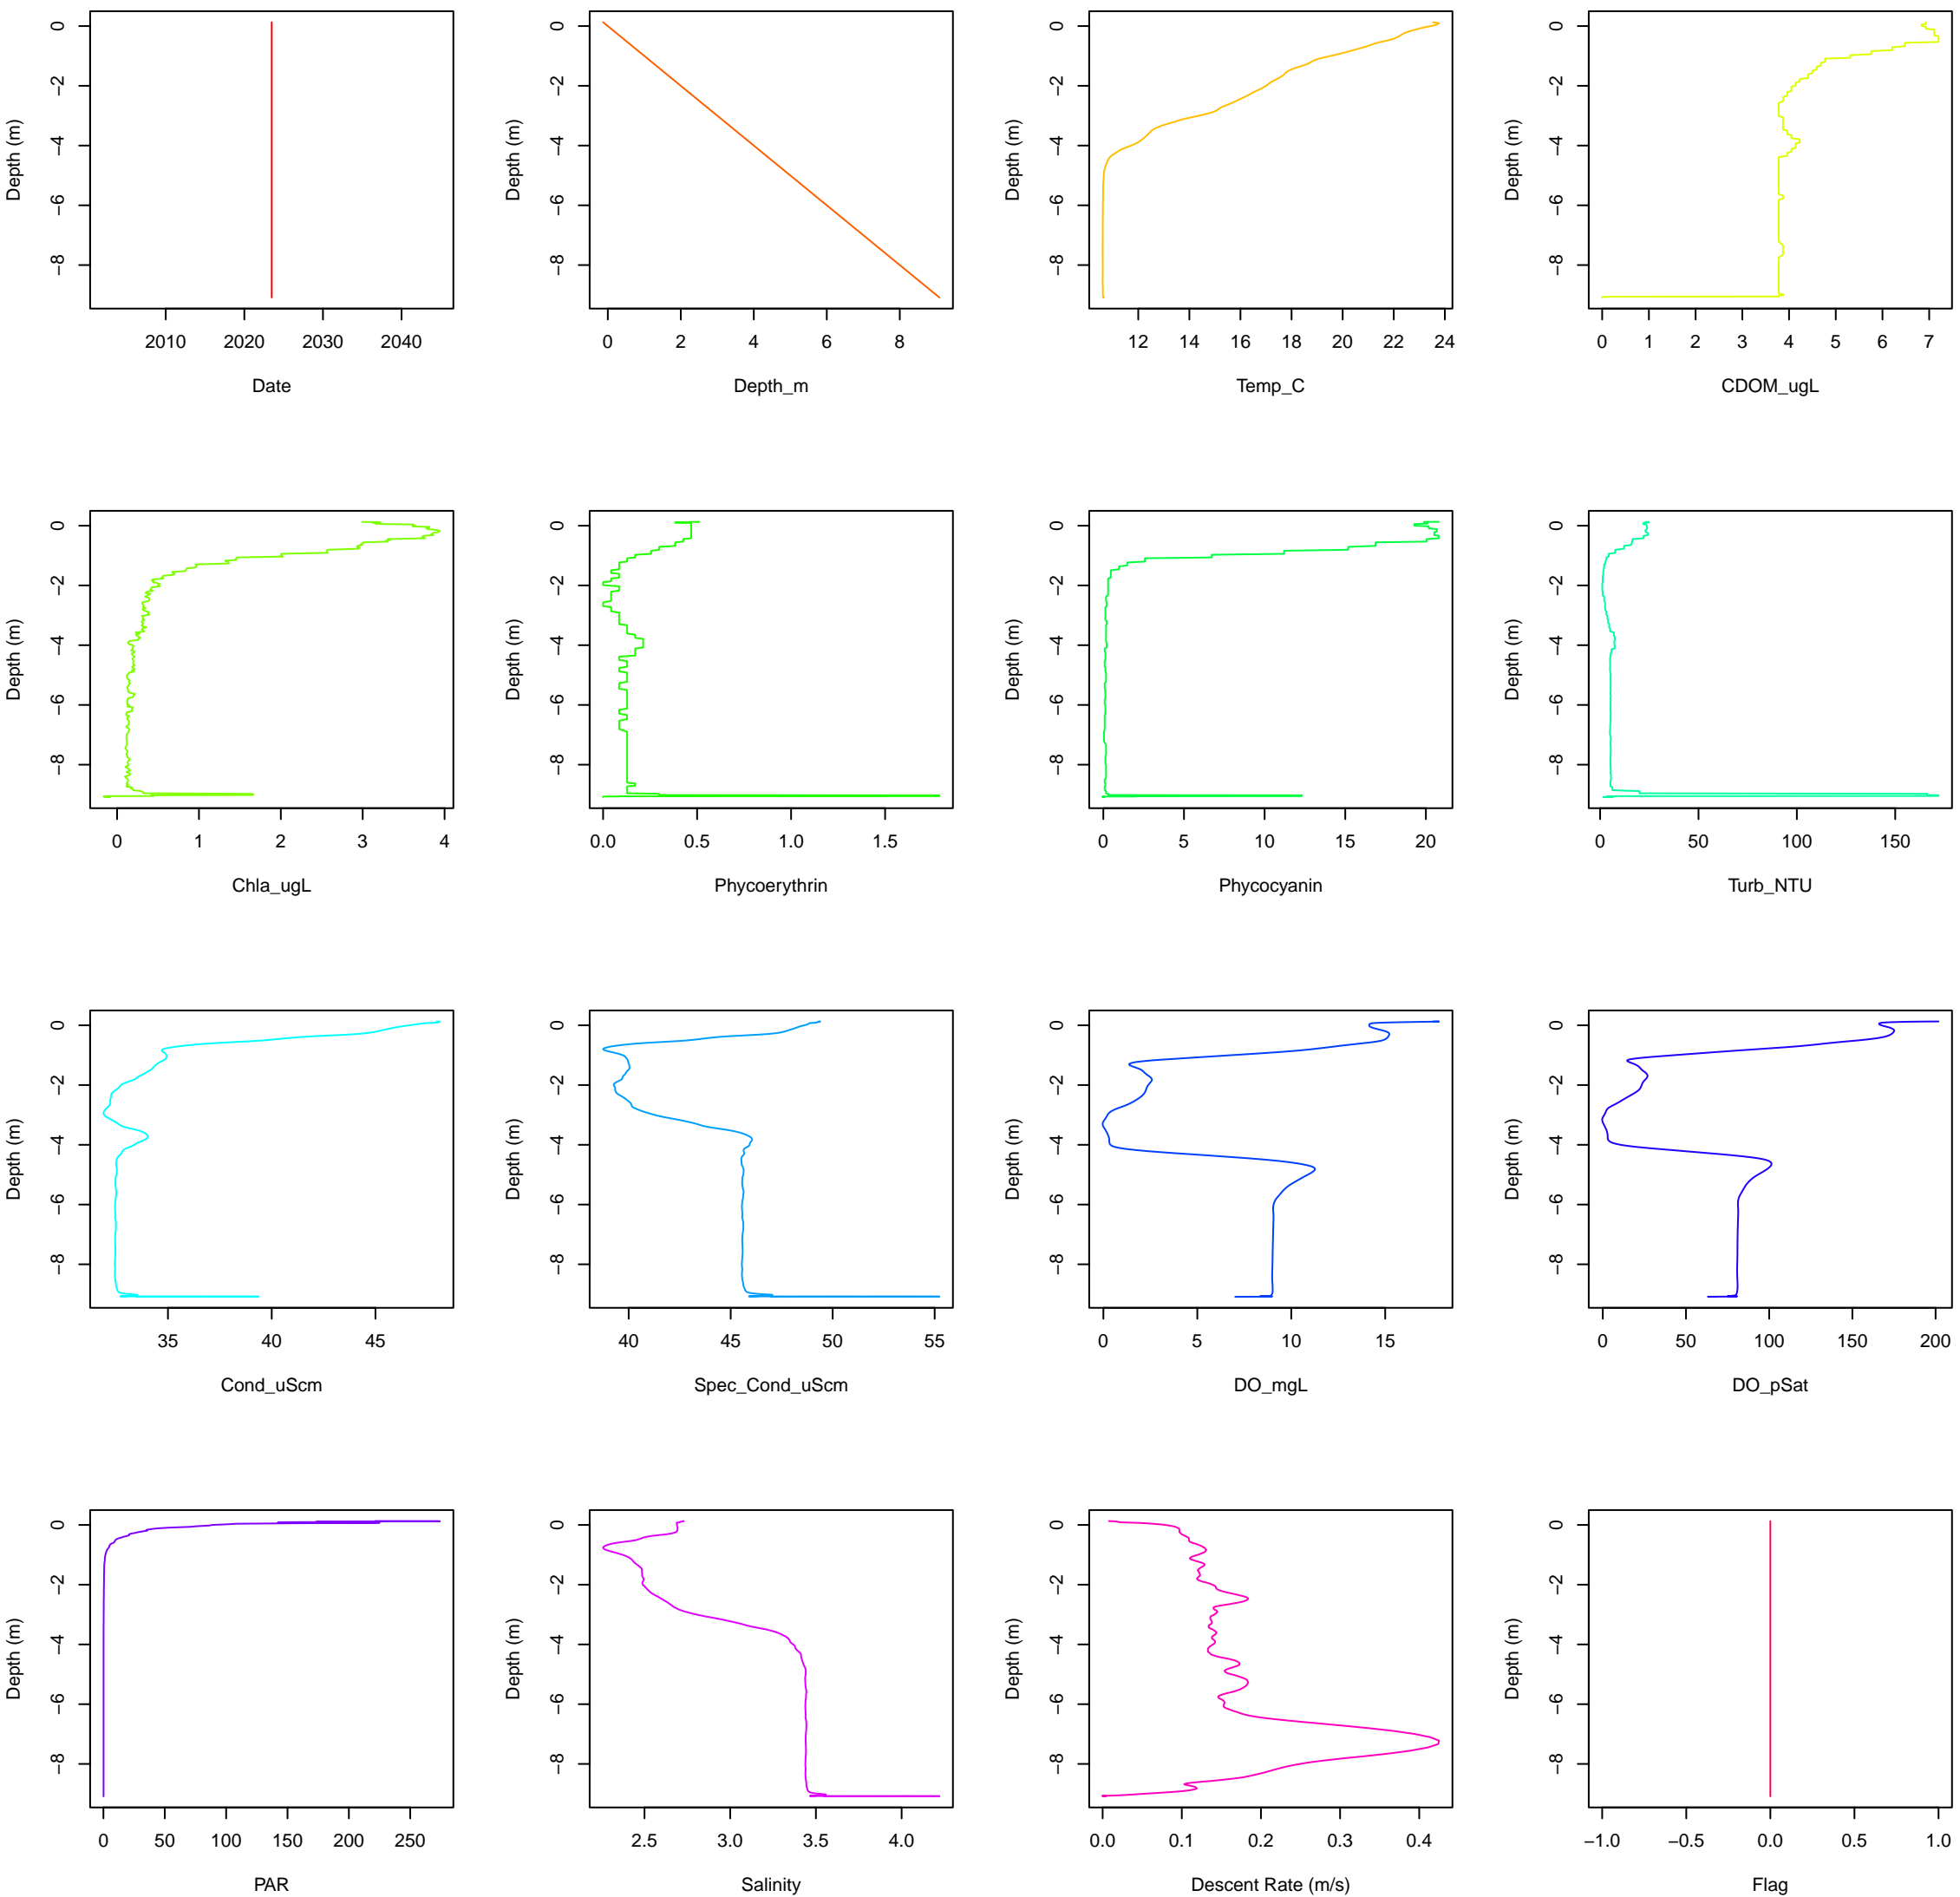 Depth (m)
−8 −6 −4 −2 0
2010 2020 2030 2040
Date
Depth (m)
−8 −6 −4 −2 0
0 2 4 6 8
Depth_m
Depth (m)
−8 −6 −4 −2 0
12 14 16 18 20 22 24
Temp_C
Depth (m)
−8 −6 −4 −2 0
0 1 2 3 4 5 6 7
CDOM_ugL
Depth (m)
−8 −6 −4 −2 0
0 1 2 3 4
Chla_ugL
Depth (m)
−8 −6 −4 −2 0
0.0 0.5 1.0 1.5
Phycoerythrin
Depth (m)
−8 −6 −4 −2 0
0 5 10 15 20
Phycocyanin
Depth (m)
−8 −6 −4 −2 0
0 50 100 150
Turb_NTU
Depth (m)
−8 −6 −4 −2 0
35 40 45
Cond_uScm
Depth (m)
−8 −6 −4 −2 0
40 45 50 55
Spec_Cond_uScm
Depth (m)
−8 −6 −4 −2 0
0 5 10 15
DO_mgL
Depth (m)
−8 −6 −4 −2 0
0 50 100 150 200
DO_pSat
Depth (m)
−8 −6 −4 −2 0
0 50 100 150 200 250
PAR
Depth (m)
−8 −6 −4 −2 0
2.5 3.0 3.5 4.0
Salinity
Depth (m)
−8 −6 −4 −2 0
0.0 0.1 0.2 0.3 0.4
Descent Rate (m/s)
Depth (m)
−8 −6 −4 −2 0
−1.0 −0.5 0.0 0.5 1.0
Flag